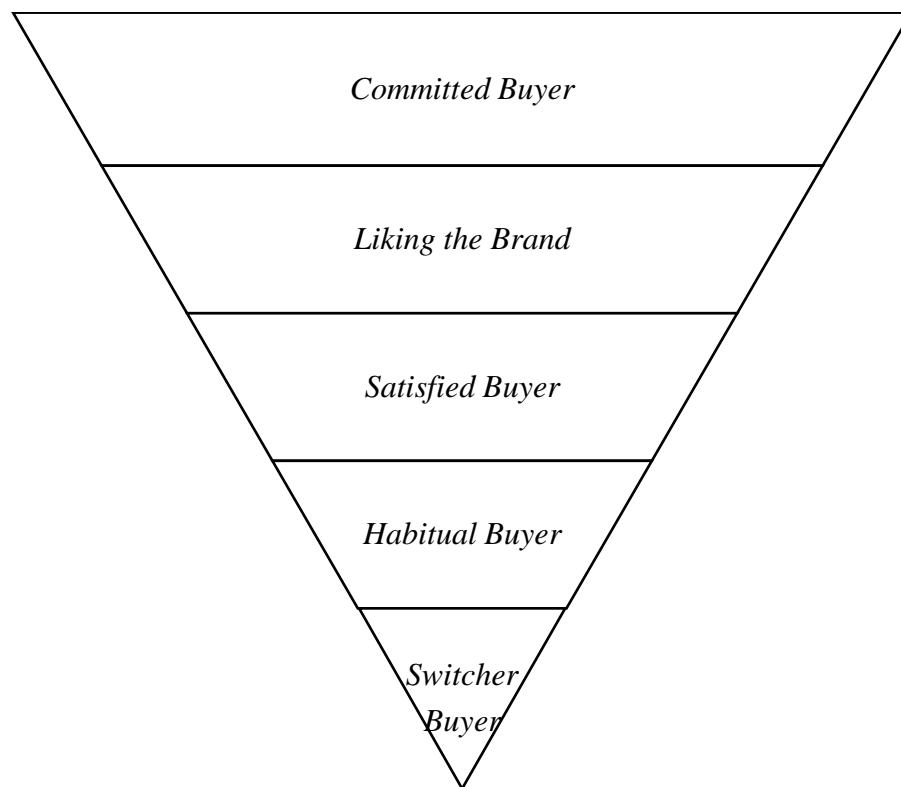 Committed Buyer
Liking the Brand
Satisfied Buyer
Habitual Buyer
Switcher
Buyer